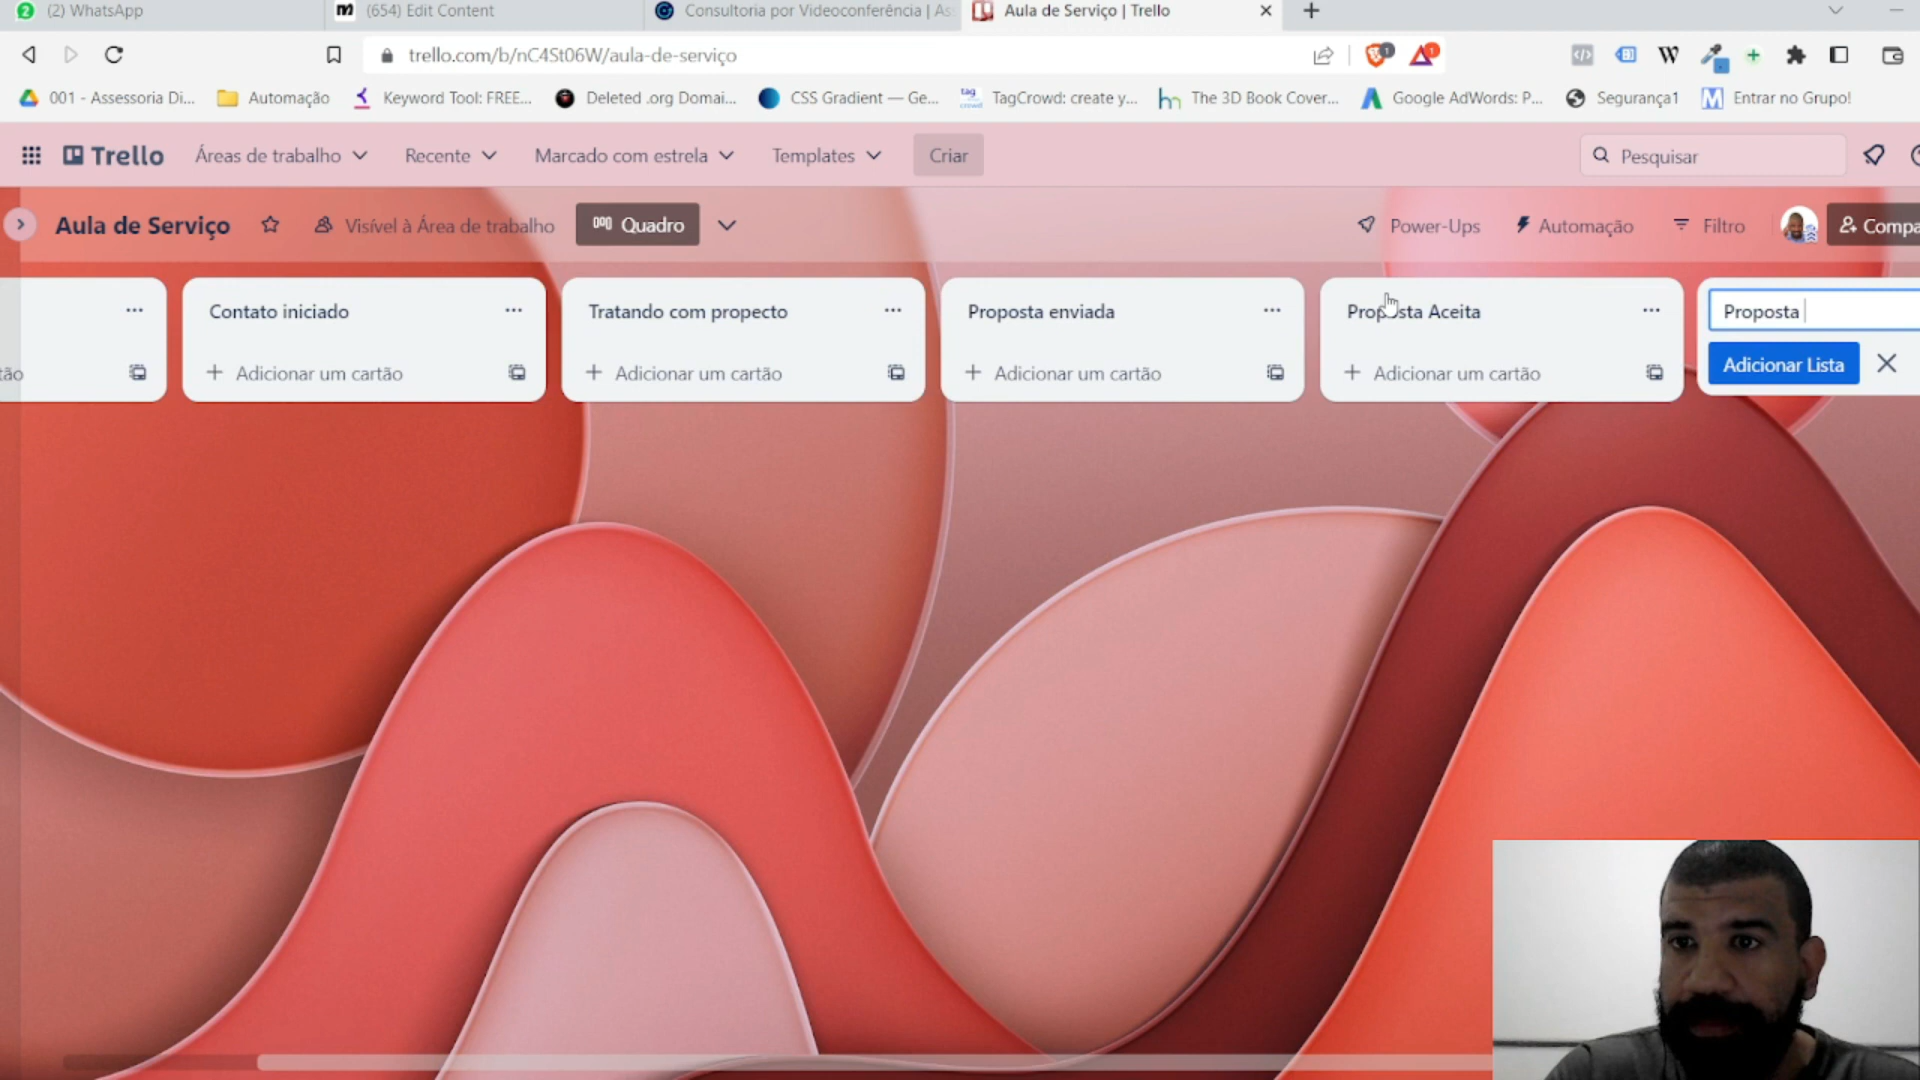 2 (2) WhatsApp
(654) Edit Content
Consultoria por Videoconferência | As
Aula de Serviço | Trello
trello.com/b/nC4St06W/aula-de-serviço
1
1
001 - Assessoria Di...
Automação
Keyword Tool: FREE...
Deleted .org Domai...
CSS Gradient — Ge...
TagCrowd: create y...
The 3D Book Cover...
Google AdWords: P...
Segurança1
Entrar no Grupo!
Trello
Áreas de trabalho
Recente
Marcado com estrela
Templates
Criar
Pesquisar
Aula de Serviço
Visível à Área de trabalho
Quadro
Power-Ups
Automação
Filtro
Compa
Contato iniciado
Tratando com propecto
Proposta enviada
Proposta Aceita
Proposta
tão
Adicionar um cartão
Adicionar um cartão
Adicionar um cartão
Adicionar um cartão
Adicionar Lista